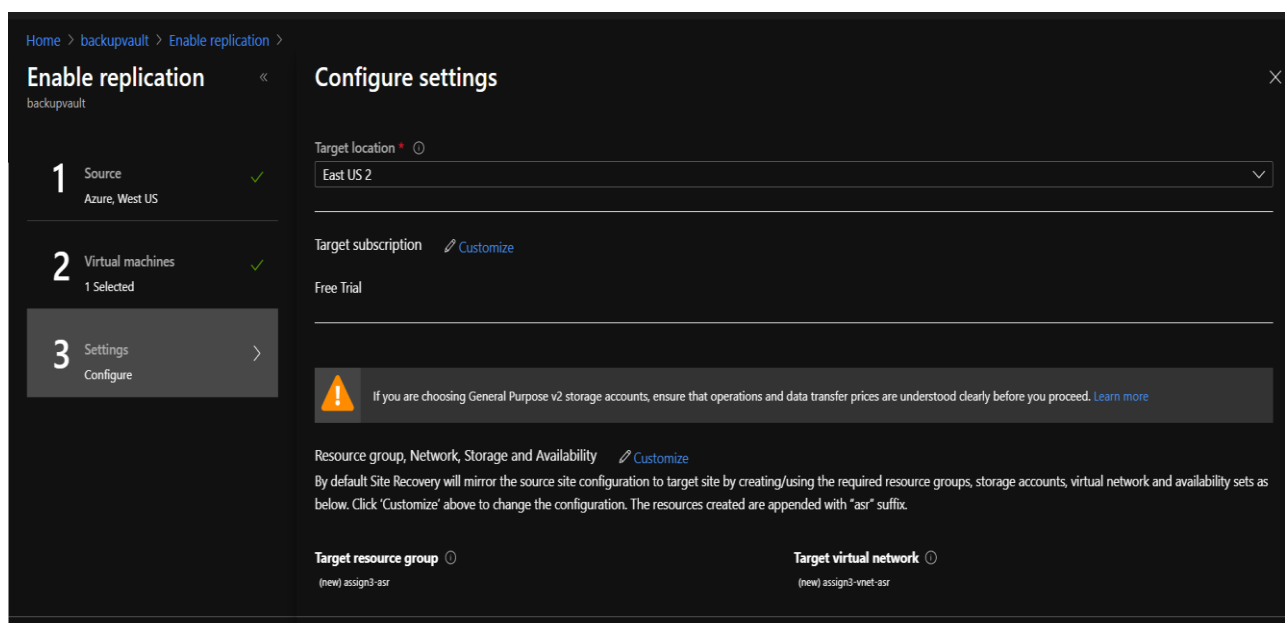 Home > backupvault > Enable replication >
Enable replication «
backupvault
1 Source
Azure, West US
2 Virtual machines
1 Selected
3 Settings
Configure
Configure settings
Target location *
East US 2
Target subscription Customize
Free Trial
If you are choosing General Purpose v2 storage accounts, ensure that operations and data transfer prices are understood clearly before you proceed. Learn more
Resource group, Network, Storage and Availability Customize
By default Site Recovery will mirror the source site configuration to target site by creating/using the required resource groups, storage accounts, virtual network and availability sets as
below. Click 'Customize' above to change the configuration. The resources created are appended with "asr" suffix.
Target resource group Target virtual network
(new) assign3-asr (new) assign3-vnet-asr